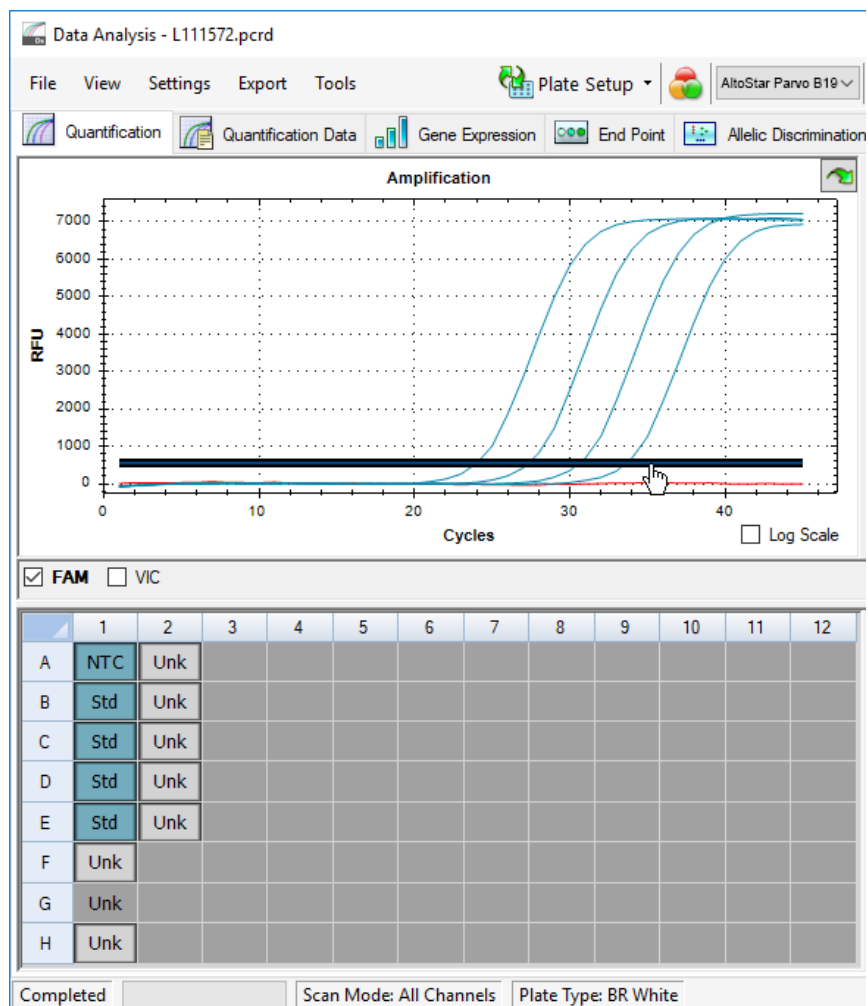 Data Analysis - L111572.pcrd
File View Settings Export Tools Plate Setup AltoStar Parvo B19
Quantification Quantification Data Gene Expression End Point Allelic Discrimination
Amplification
7000
6000
5000
4000
3000
2000
1000
0
RFU
0 10 20 30 40
Cycles
Log Scale
FAM VIC
1 2 3 4 5 6 7 8 9 10 11 12
A NTC Unk
B Std Unk
C Std Unk
D Std Unk
E Std Unk
F Unk
G Unk
H Unk
Completed Scan Mode: All Channels Plate Type: BR White